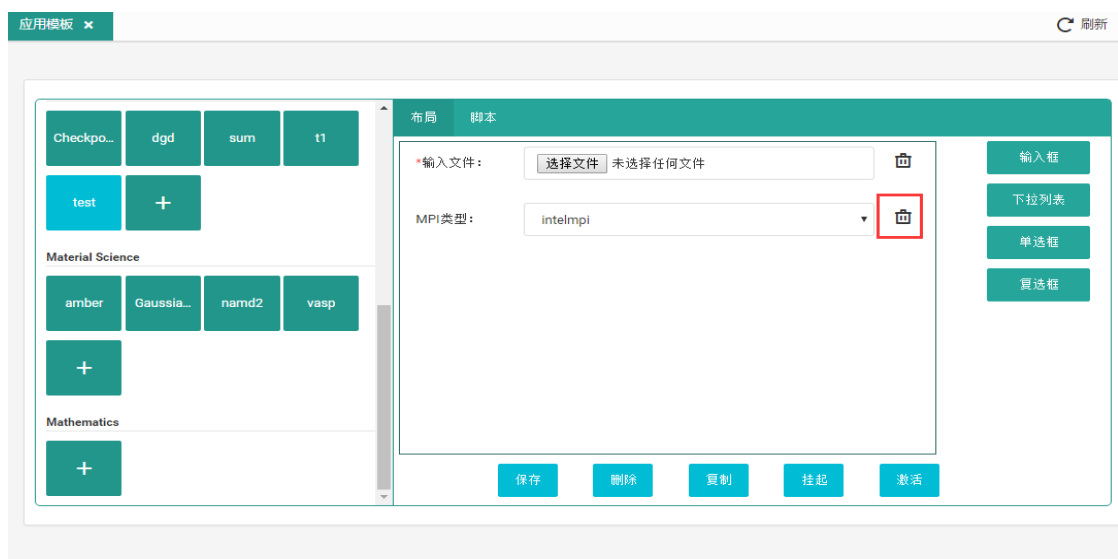 应用模板 ×
刷新
Checkpo...
dgd
sum
t1
test
+
Material Science
amber
Gaussia...
namd2
vasp
+
Mathematics
+
布局
脚本
*输入文件：
选择文件 未选择任何文件
MPI类型：
intelmpi
输入框
下拉列表
单选框
复选框
保存
删除
复制
挂起
激活